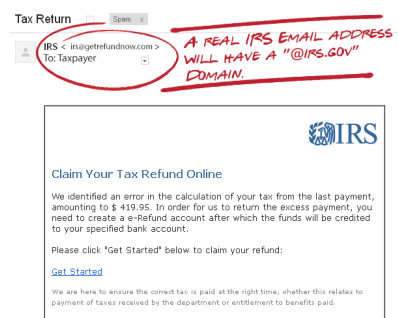 Tax Return
Spam x
IRS < irs@getrefundnow.com >
To: Taxpayer
A REAL IRS EMAIL ADDRESS
WILL HAVE A "@IRS.GOV"
DOMAIN.
IRS
Claim Your Tax Refund Online
We identified an error in the calculation of your tax from the last payment,
amounting to $ 419.95. In order for us to return the excess payment, you
need to create a e-Refund account after which the funds will be credited
to your specified bank account.
Please click "Get Started" below to claim your refund:
Get Started
We are here to ensure the correct tax is paid at the right time, whether this relates to
payment of taxes received by the department or entitlement to benefits paid.